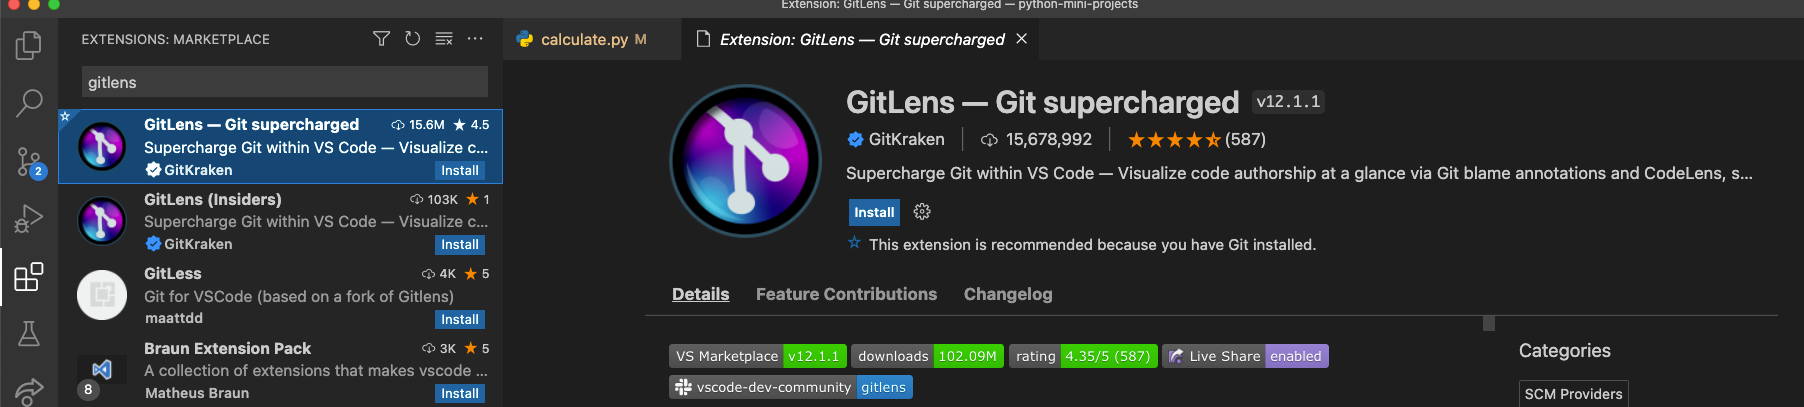 Extension: GitLens — Git supercharged — python-mini-projects
EXTENSIONS: MARKETPLACE
gitlens
GitLens — Git supercharged 15.6M 4.5
Supercharge Git within VS Code — Visualize c...
GitKraken Install
2
GitLens (Insiders) 103K 1
Supercharge Git within VS Code — Visualize c...
GitKraken Install
GitLess 4K 5
Git for VSCode (based on a fork of Gitlens)
maattdd Install
Braun Extension Pack 3K 5
A collection of extensions that makes vscode ...
8
Matheus Braun Install
calculate.py M
Extension: GitLens — Git supercharged
GitLens — Git supercharged v12.1.1
GitKraken 15,678,992 (587)
Supercharge Git within VS Code — Visualize code authorship at a glance via Git blame annotations and CodeLens, s...
Install
This extension is recommended because you have Git installed.
Details Feature Contributions Changelog
VS Marketplace v12.1.1 downloads 102.09M rating 4.35/5 (587) Live Share enabled
vscode-dev-community gitlens
Categories
SCM Providers